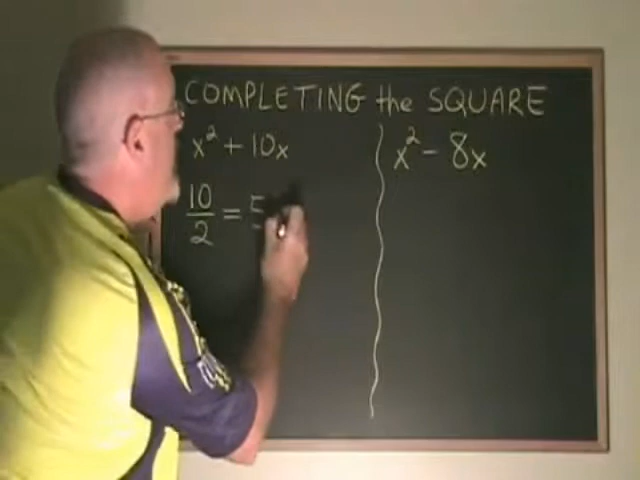 COMPLETING the SQUARE
x² + 10x
10/2 = 5
x² - 8x